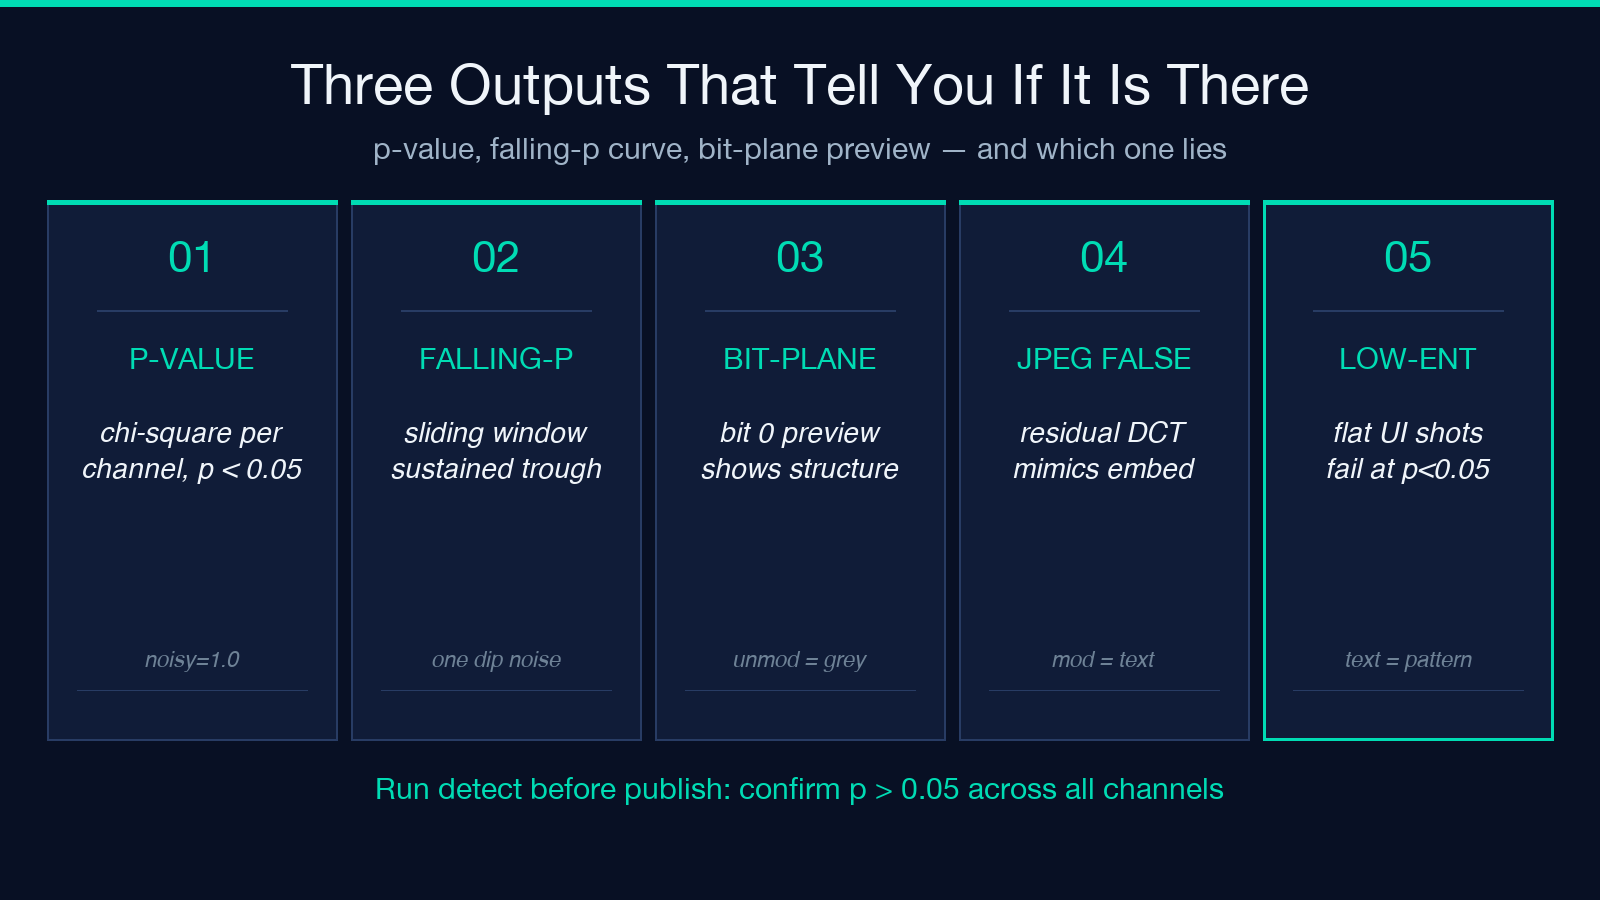 Three Outputs That Tell You If It Is There
p-value, falling-p curve, bit-plane preview — and which one lies
01
P-VALUE
chi-square per
channel, p < 0.05
noisy=1.0
02
FALLING-P
sliding window
sustained trough
one dip noise
03
BIT-PLANE
bit 0 preview
shows structure
unmod = grey
04
JPEG FALSE
residual DCT
mimics embed
mod = text
05
LOW-ENT
flat UI shots
fail at p<0.05
text = pattern
Run detect before publish: confirm p > 0.05 across all channels